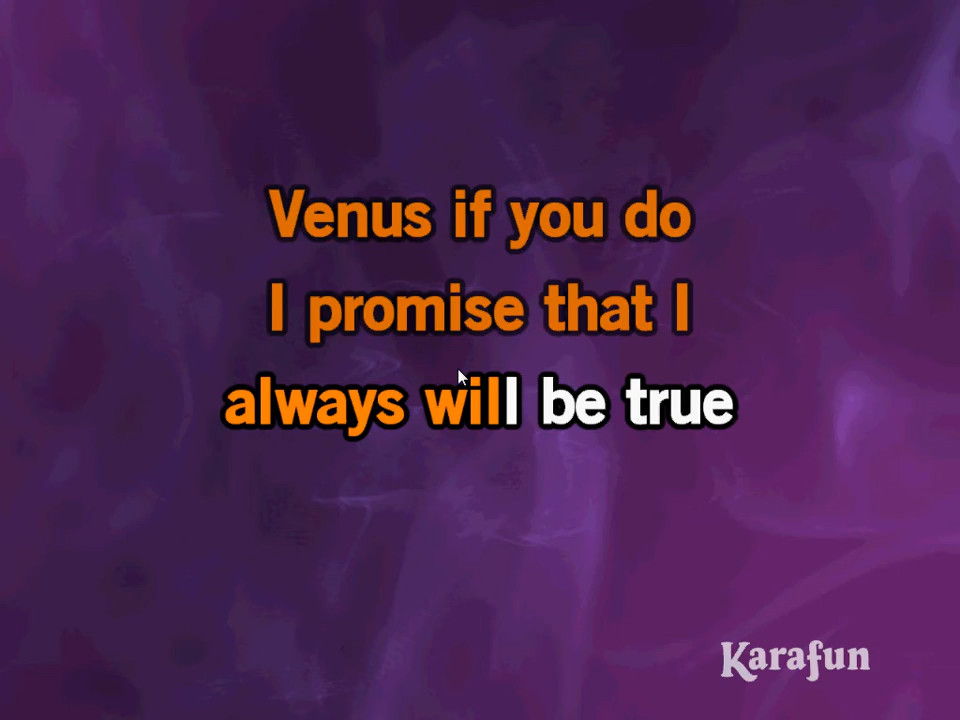 Venus if you do
I promise that I
always will be true
Karafun